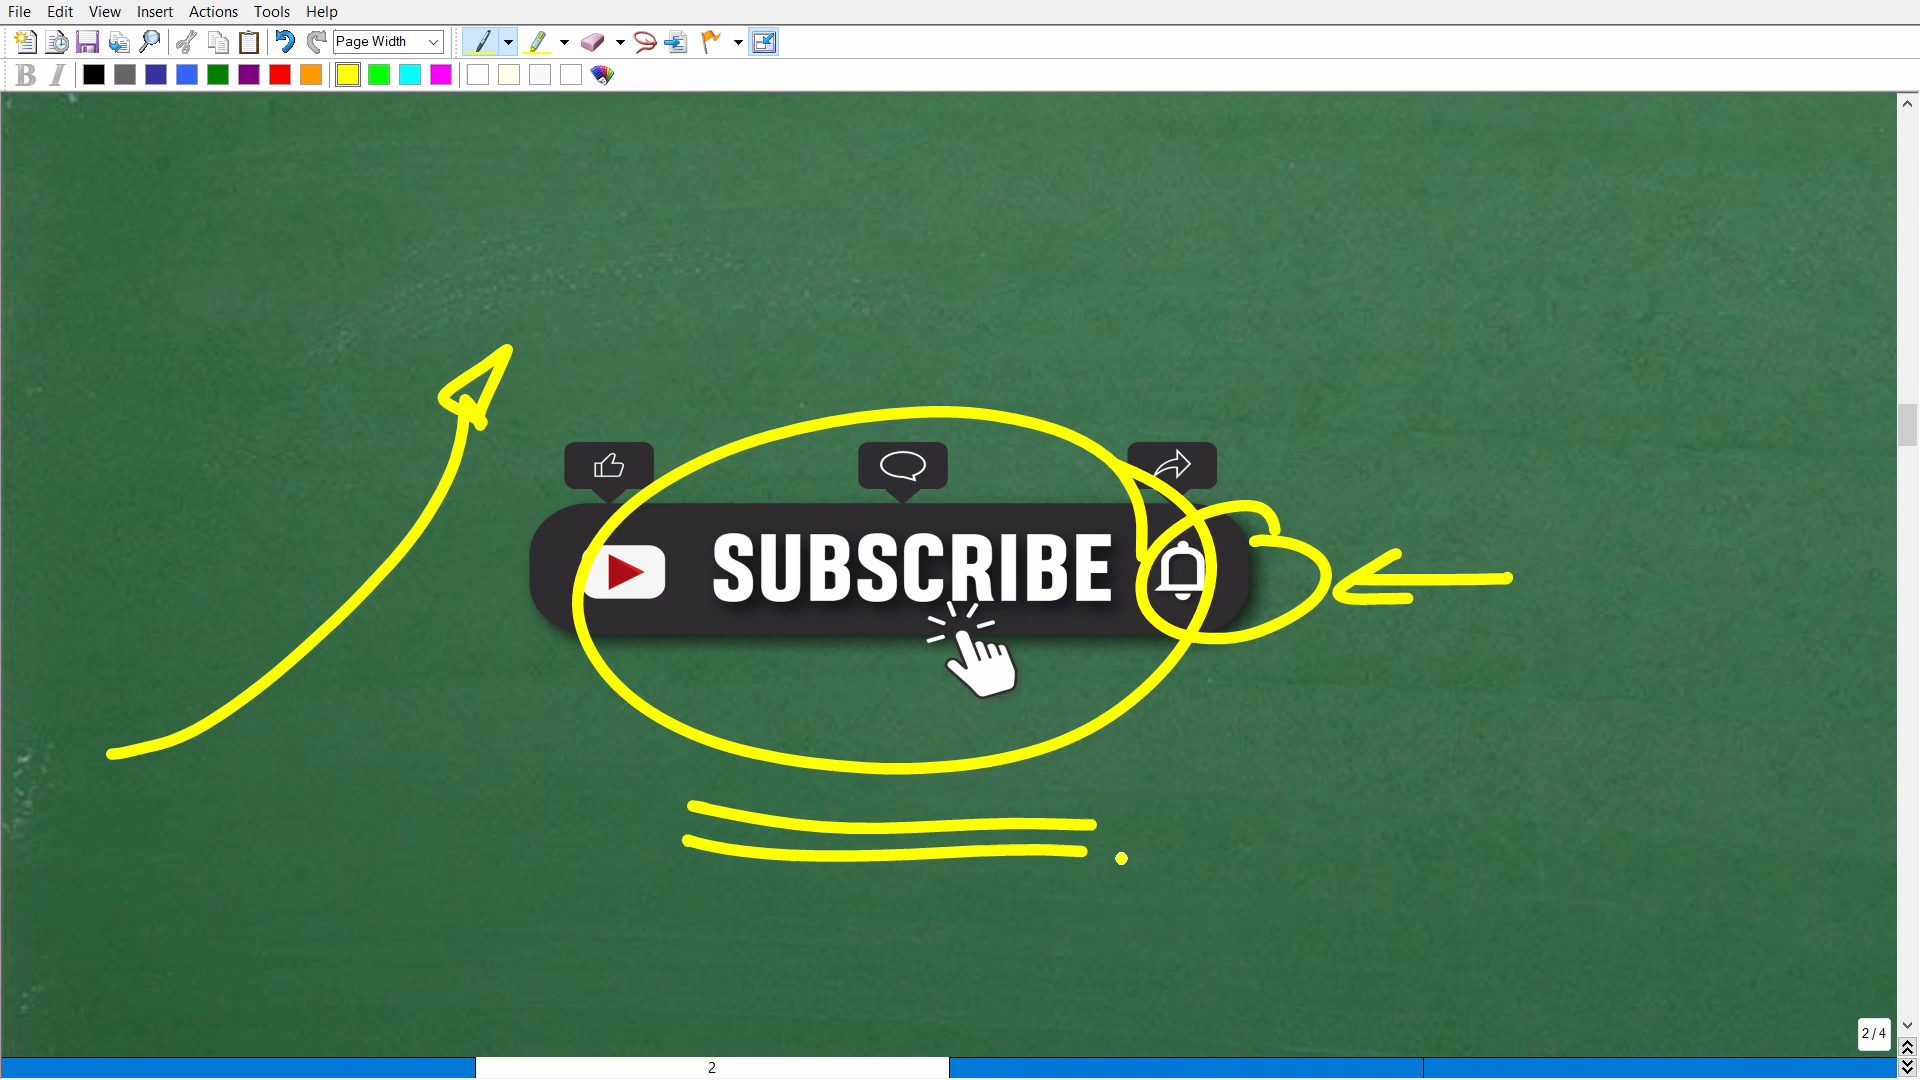 File Edit View Insert Actions Tools Help
Page Width
B I
SUBSCRIBE
2 / 4
2